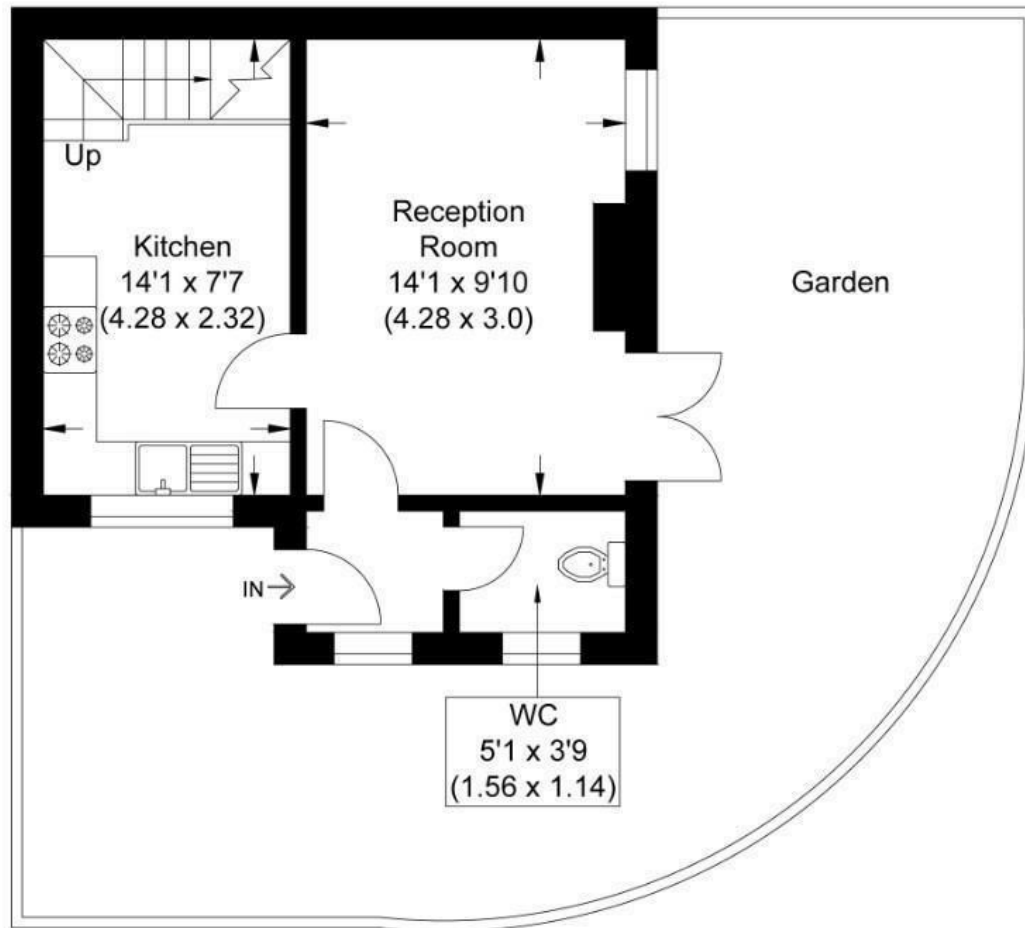 Up
Kitchen
14'1 x 7'7
(4.28 x 2.32)
Reception
Room
14'1 x 9'10
(4.28 x 3.0)
Garden
IN
WC
5'1 x 3'9
(1.56 x 1.14)